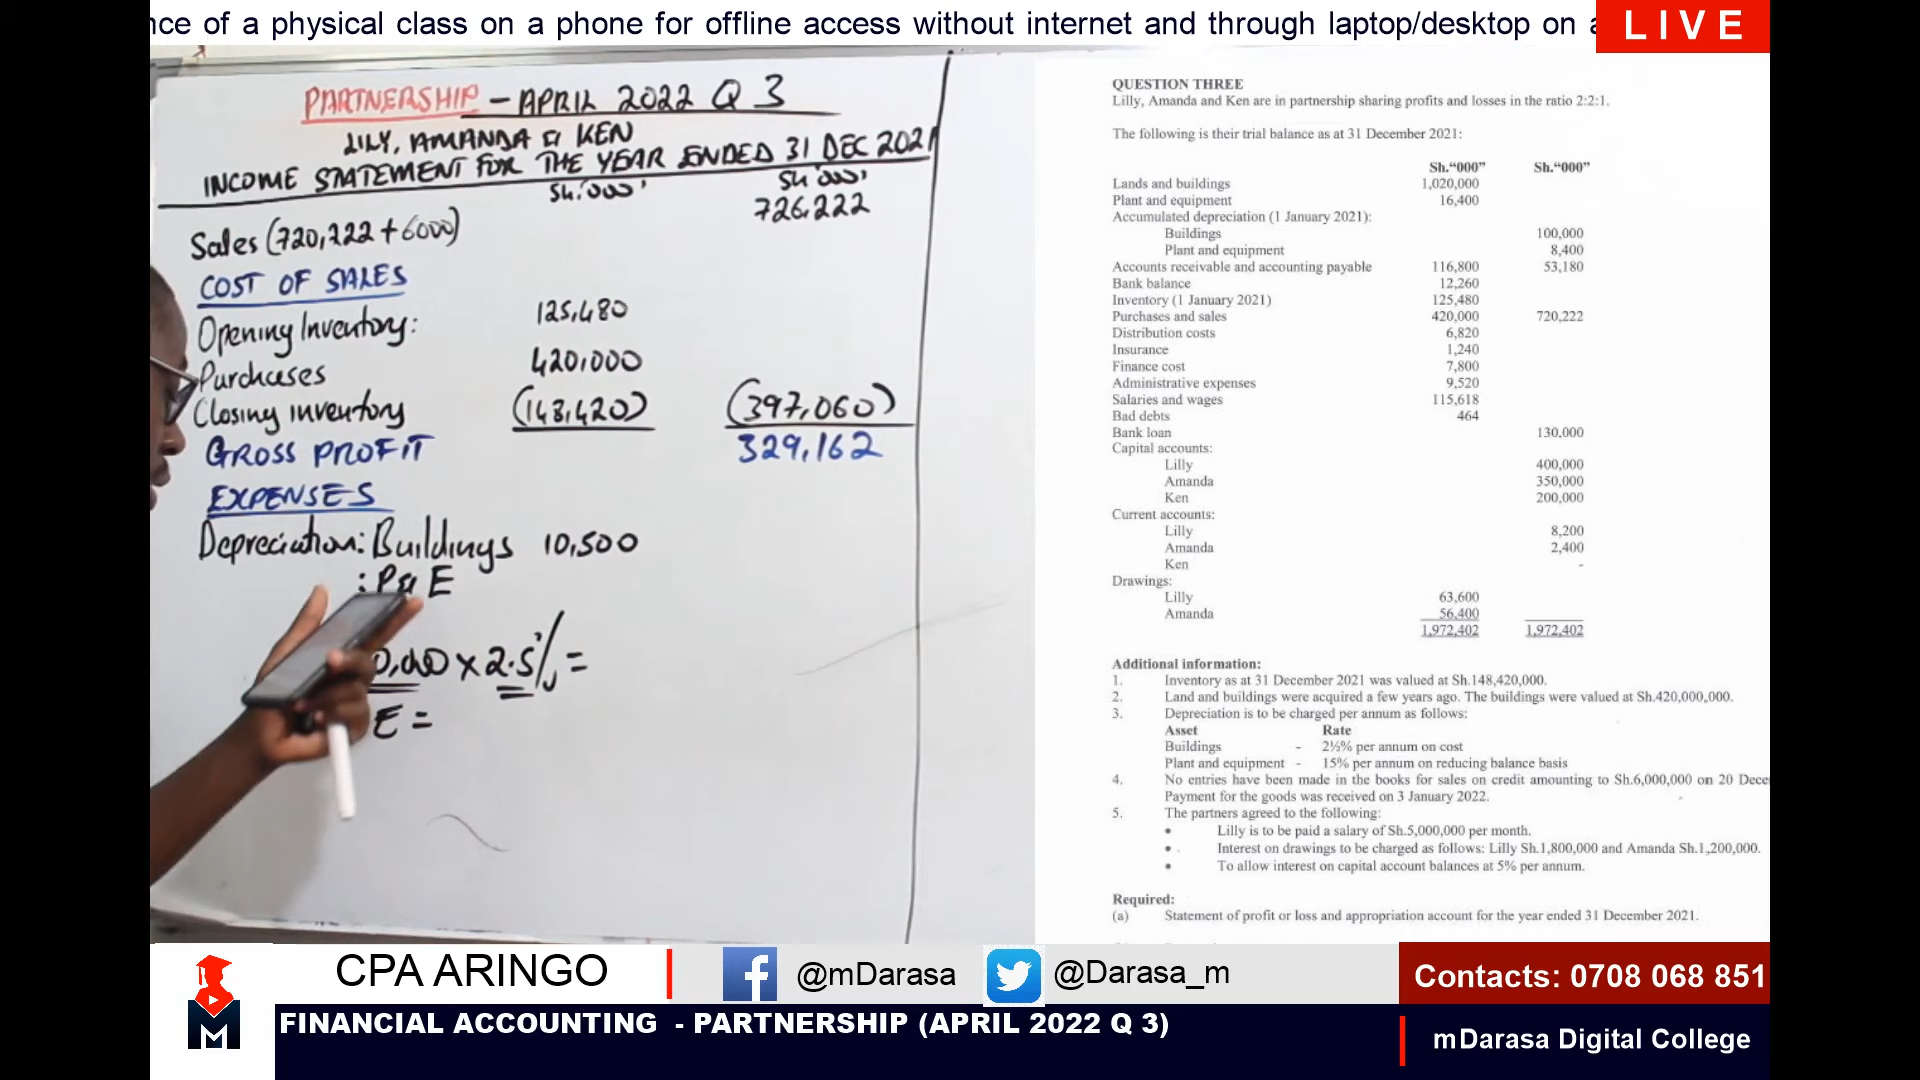 nce of a physical class on a phone for offline access without internet and through laptop/desktop on a
LIVE
PARTNERSHIP - APRIL 2022 Q 3
LILY, AMANDA & KEN
INCOME STATEMENT FOR THE YEAR ENDED 31 DEC 2021
Sh.'000' Sh.'000'
Sales (720,222 + 6000) 726,222
COST OF SALES
Opening Inventory: 125,480
Purchases 420,000
Closing inventory (148,420) (397,060)
GROSS PROFIT 329,162
EXPENSES
Depreciation: Buildings 10,500
: P & E
x 2.5% =
E =
QUESTION THREE
Lilly, Amanda and Ken are in partnership sharing profits and losses in the ratio 2:2:1.
The following is their trial balance as at 31 December 2021:
Sh."000" Sh."000"
Lands and buildings 1,020,000
Plant and equipment 16,400
Accumulated depreciation (1 January 2021):
Buildings 100,000
Plant and equipment 8,400
Accounts receivable and accounting payable 116,800 53,180
Bank balance 12,260
Inventory (1 January 2021) 125,480
Purchases and sales 420,000 720,222
Distribution costs 6,820
Insurance 1,240
Finance cost 7,800
Administrative expenses 9,520
Salaries and wages 115,618
Bad debts 464
Bank loan 130,000
Capital accounts:
Lilly 400,000
Amanda 350,000
Ken 200,000
Current accounts:
Lilly 8,200
Amanda 2,400
Ken -
Drawings:
Lilly 63,600
Amanda 56,400
1,972,402 1,972,402
Additional information:
1. Inventory as at 31 December 2021 was valued at Sh.148,420,000.
2. Land and buildings were acquired a few years ago. The buildings were valued at Sh.420,000,000.
3. Depreciation is to be charged per annum as follows:
Asset Rate
Buildings - 2½% per annum on cost
Plant and equipment - 15% per annum on reducing balance basis
4. No entries have been made in the books for sales on credit amounting to Sh.6,000,000 on 20 Dece
Payment for the goods was received on 3 January 2022.
5. The partners agreed to the following:
• Lilly is to be paid a salary of Sh.5,000,000 per month.
• Interest on drawings to be charged as follows: Lilly Sh.1,800,000 and Amanda Sh.1,200,000.
• To allow interest on capital account balances at 5% per annum.
Required:
(a) Statement of profit or loss and appropriation account for the year ended 31 December 2021.
CPA ARINGO
@mDarasa
@Darasa_m
Contacts: 0708 068 851
M
FINANCIAL ACCOUNTING - PARTNERSHIP (APRIL 2022 Q 3)
mDarasa Digital College